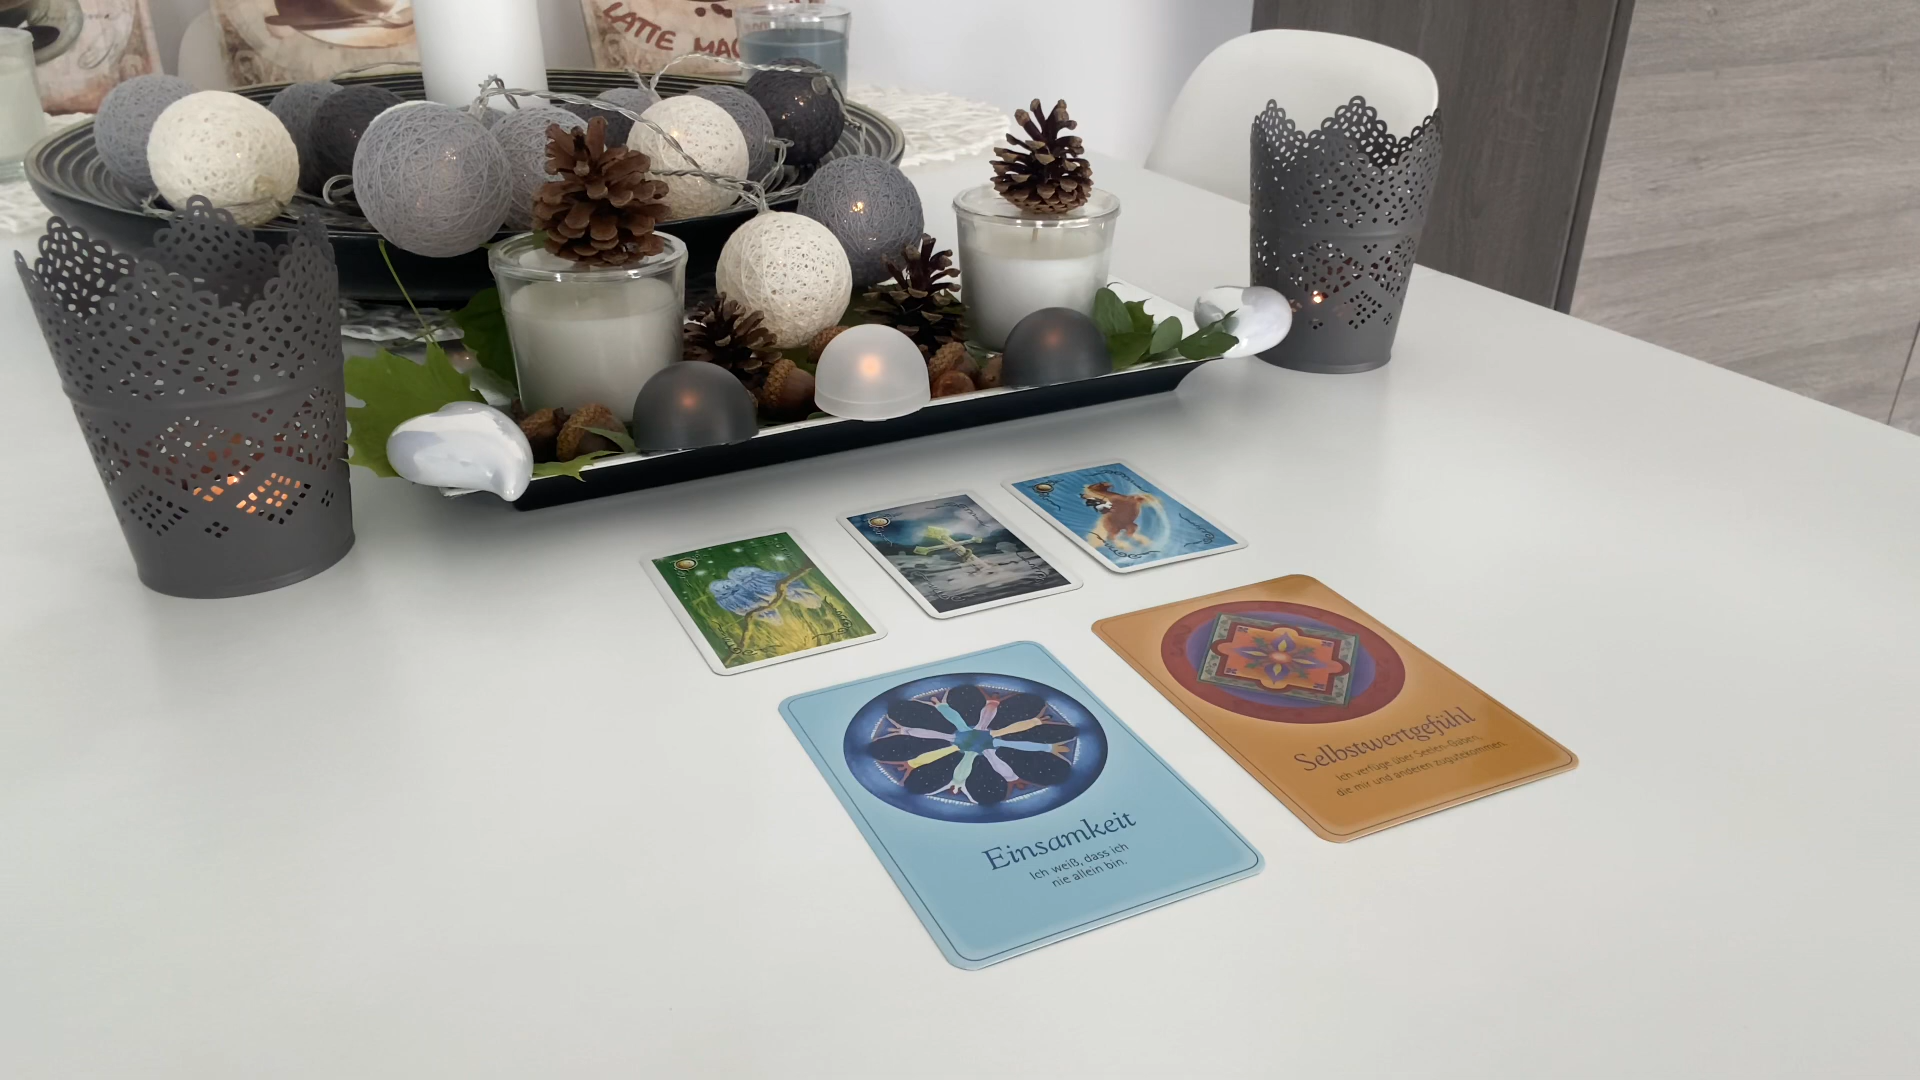 LATTE MAC
Einsamkeit
Ich weiß, dass ich
nie allein bin.
Selbstwertgefühl
Ich verfüge über Seelen-Gaben,
die mir und anderen zugutekommen.